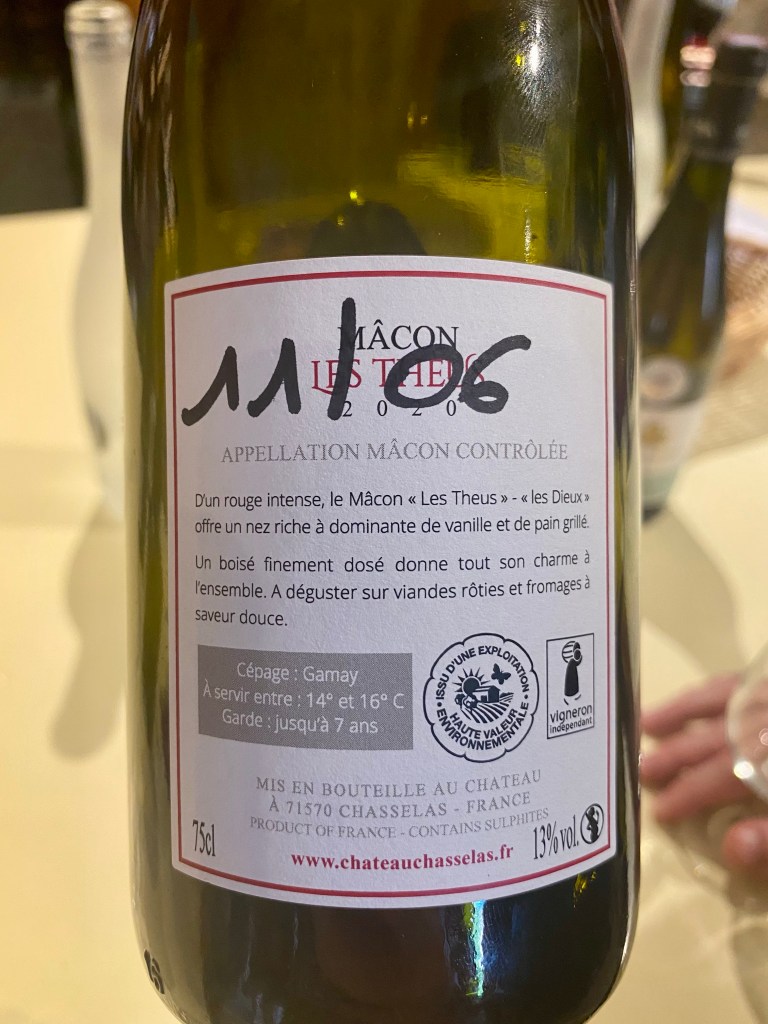 MÂCON
LES THEUS
11/06
2020
APPELLATION MÂCON CONTRÔLÉE
D'un rouge intense, le Mâcon « Les Theus » - « les Dieux »
offre un nez riche à dominante de vanille et de pain grillé.
Un boisé finement dosé donne tout son charme à
l'ensemble. A déguster sur viandes rôties et fromages à
saveur douce.
Cépage : Gamay
À servir entre : 14° et 16° C
Garde : jusqu'à 7 ans
ISSU D'UNE EXPLOITATION
HAUTE VALEUR
ENVIRONNEMENTALE
vigneron
indépendant
MIS EN BOUTEILLE AU CHATEAU
À 71570 CHASSELAS - FRANCE
PRODUCT OF FRANCE - CONTAINS SULPHITES
75cl
13% vol.
www.chateauchasselas.fr